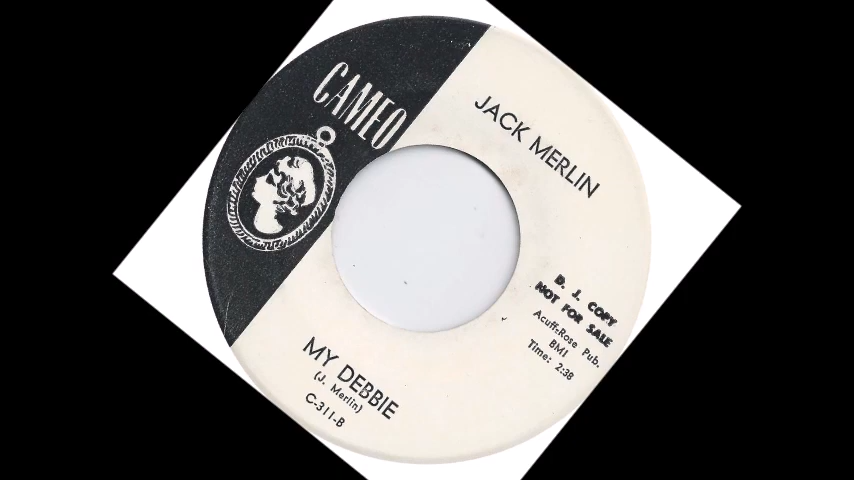 CAMEO
JACK MERLIN
D. J. COPY
NOT FOR SALE
Acuff-Rose Pub.
BMI
Time: 2:38
MY DEBBIE
(J. Merlin)
C-311-B